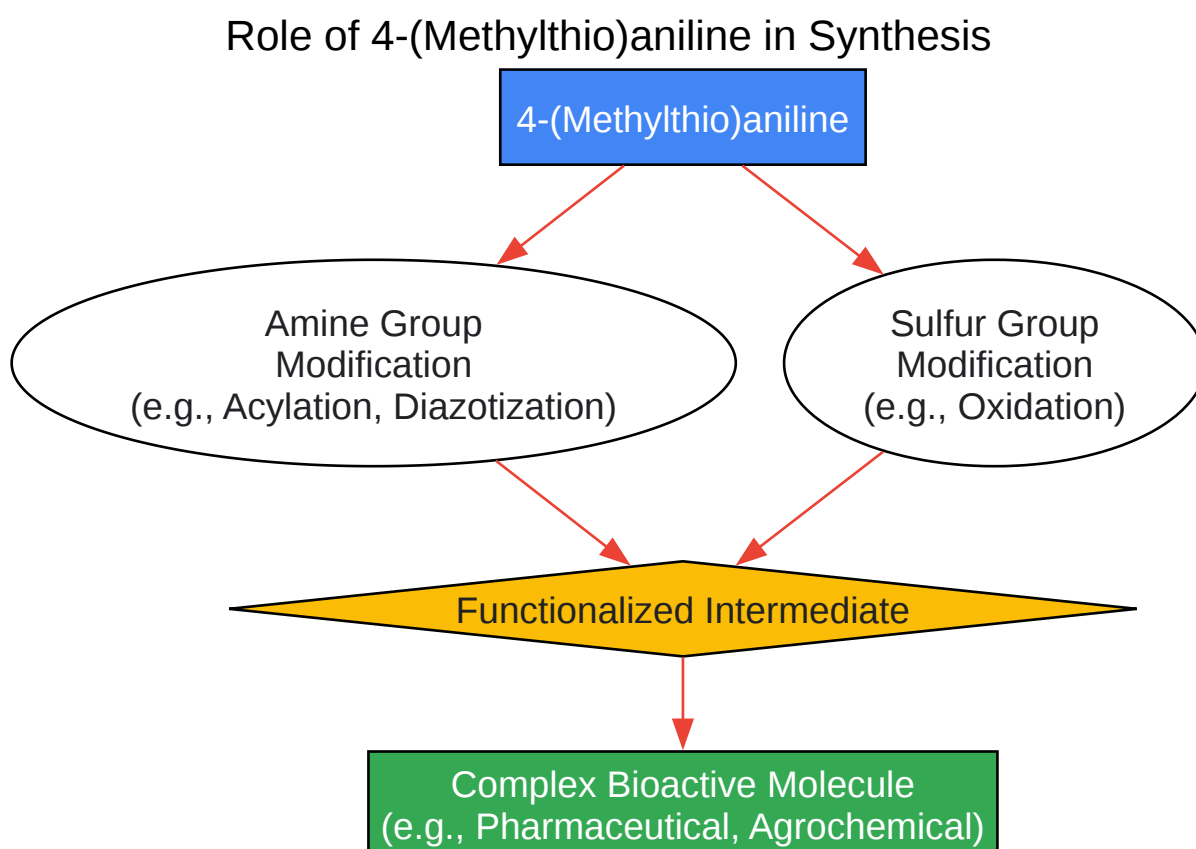 Role of 4-(Methylthio)aniline in Synthesis
4-(Methylthio)aniline
Amine Group
Modification
(e.g., Acylation, Diazotization)
Sulfur Group
Modification
(e.g., Oxidation)
Functionalized Intermediate
Complex Bioactive Molecule
(e.g., Pharmaceutical, Agrochemical)